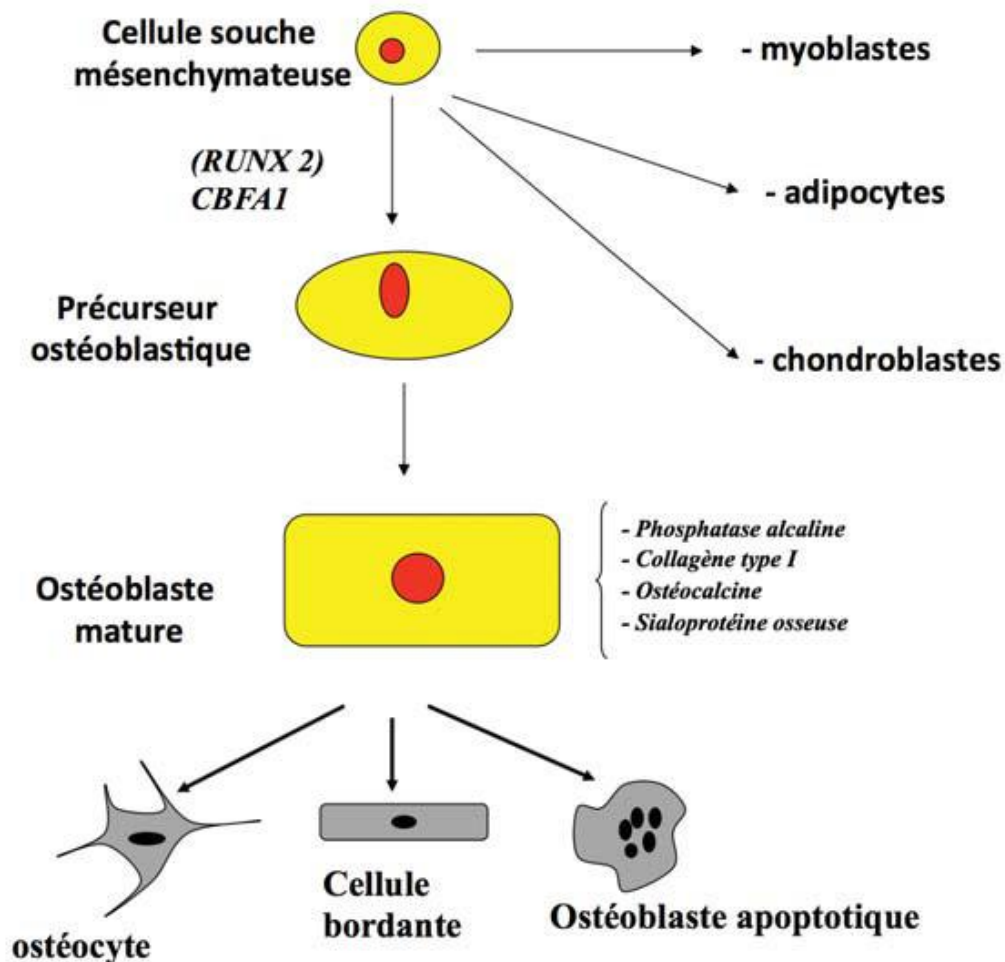 Cellule souche
mésenchymateuse
- myoblastes
(RUNX 2)
CBFA1
- adipocytes
Précurseur
ostéoblastique
- chondroblastes
Ostéoblaste
mature
- Phosphatase alcaline
- Collagène type I
- Ostéocalcine
- Sialoprotéine osseuse
ostéocyte
Cellule
bordante
Ostéoblaste apoptotique